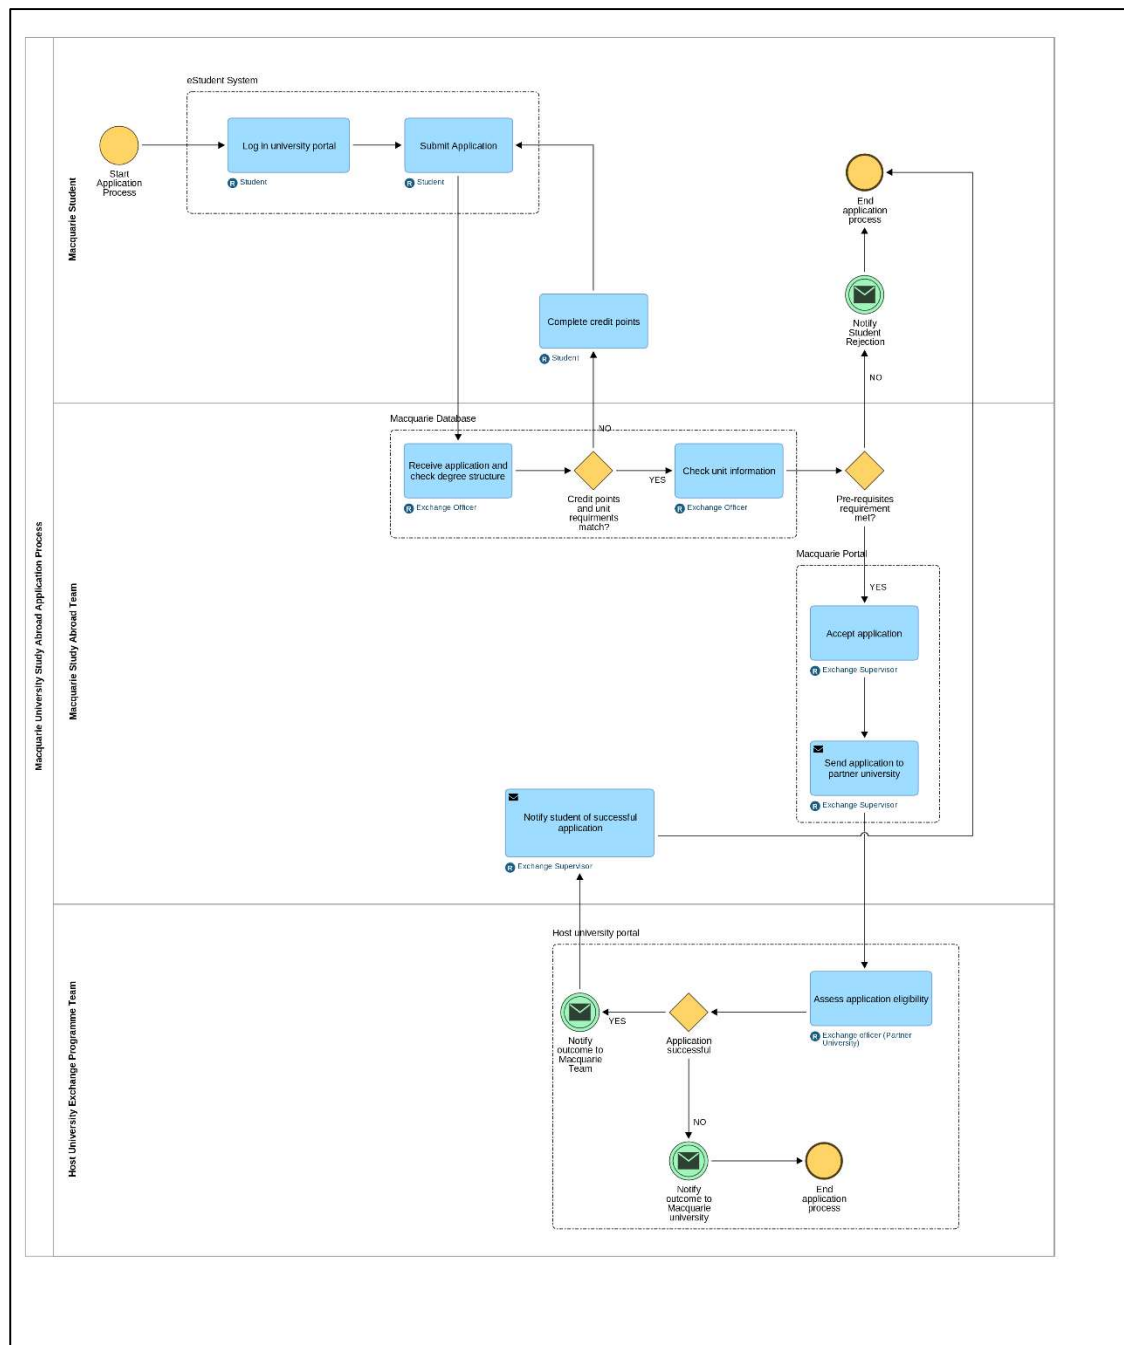 Macquarie University Study Abroad Application Process
Macquarie Student
eStudent System
Start
Application
Process
Log in university portal
R Student
Submit Application
R Student
End
application
process
Complete credit points
R Student
Notify
Student
Rejection
NO
Macquarie Study Abroad Team
Macquarie Database
NO
Receive application and
check degree structure
R Exchange Officer
Credit points
and unit
requirments
match?
YES
Check unit information
R Exchange Officer
Pre-requisites
requirement
met?
Macquarie Portal
YES
Accept application
R Exchange Supervisor
Send application to
partner university
R Exchange Supervisor
Notify student of successful
application
R Exchange Supervisor
Host University Exchange Programme Team
Host university portal
Assess application eligibility
R Exchange officer (Partner
University)
Application
successful
YES
Notify
outcome to
Macquarie
Team
NO
Notify
outcome to
Macquarie
university
End
application
process